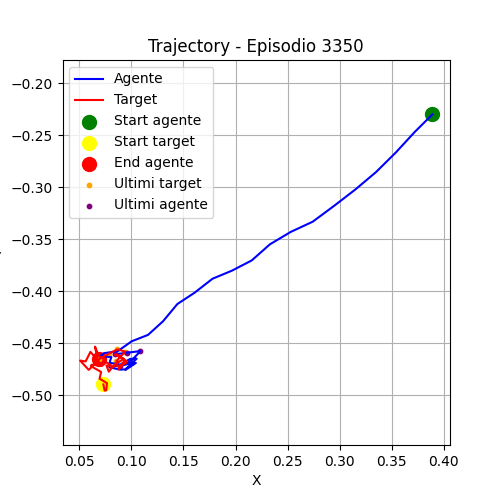 Trajectory - Episodio 3350
−0.20
−0.25
−0.30
−0.35
−0.40
−0.45
−0.50
Agente
Target
Start agente
Start target
End agente
Ultimi target
Ultimi agente
0.05 0.10 0.15 0.20 0.25 0.30 0.35 0.40
X